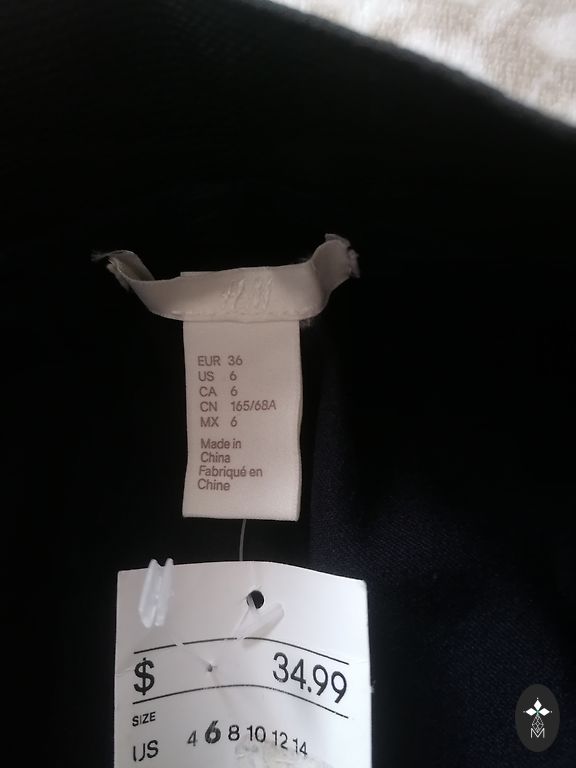 H&M
EUR 36
US 6
CA 6
CN 165/68A
MX 6
Made in
China
Fabriqué en
Chine
$ 34.99
SIZE
US 4 6 8 10 12 14
M